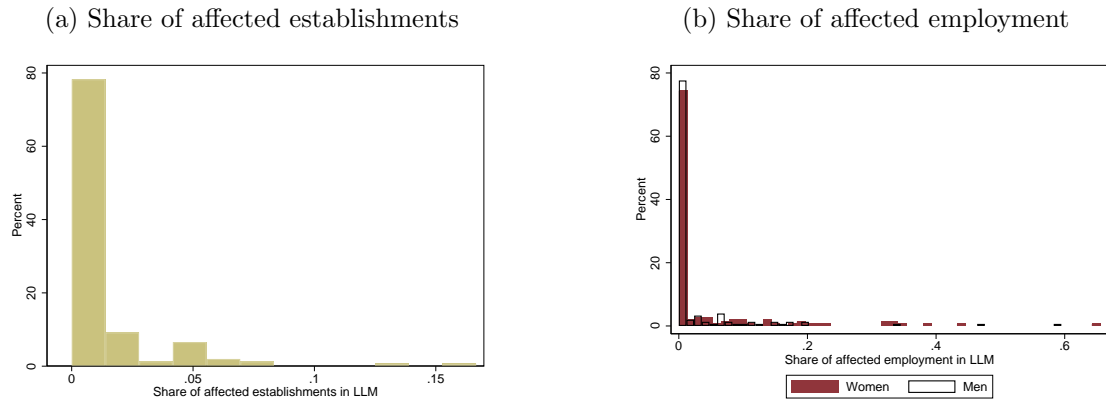 (a) Share of affected establishments
80
60
40
20
0
Percent
0 .05 .1 .15
Share of affected establishments in LLM
(b) Share of affected employment
80
60
40
20
0
Percent
0 .2 .4 .6
Share of affected employment in LLM
Women Men